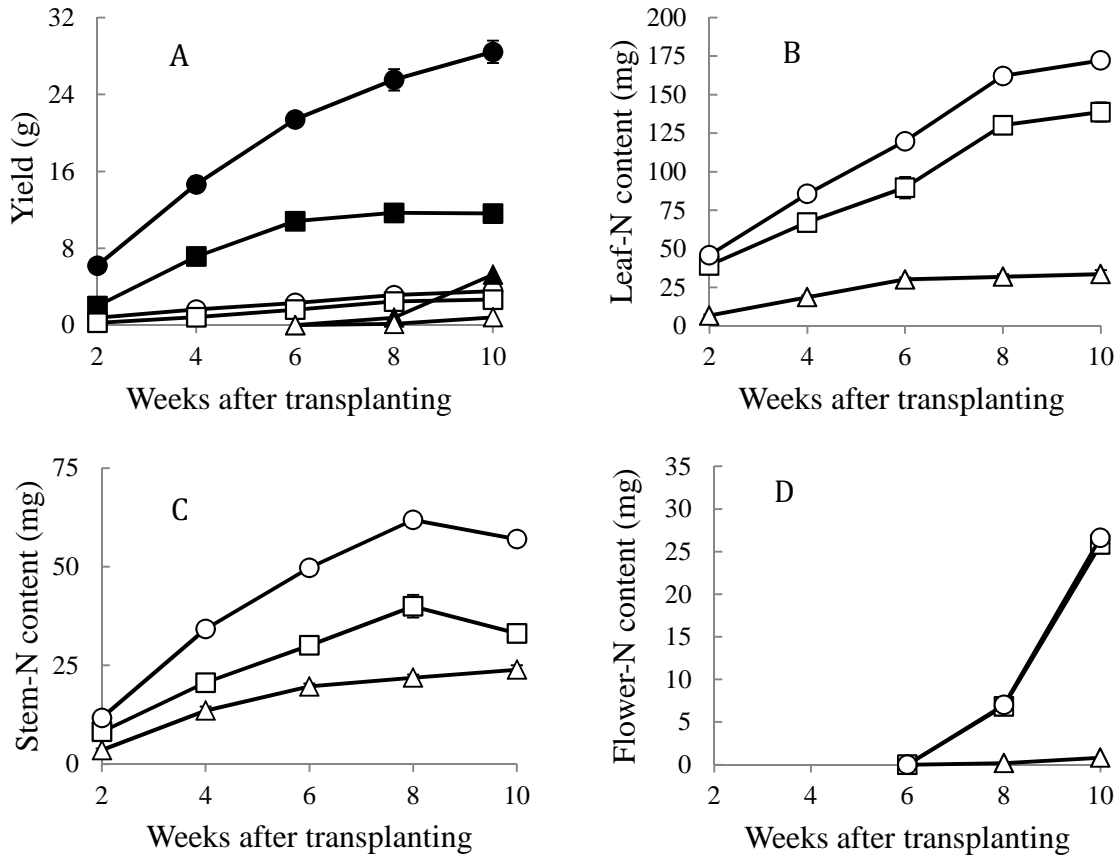 A
Yield (g)
32
24
16
8
0
2 4 6 8 10
Weeks after transplanting
B
Leaf-N content (mg)
200
175
150
125
100
75
50
25
0
2 4 6 8 10
Weeks after transplanting
C
Stem-N content (mg)
75
50
25
0
2 4 6 8 10
Weeks after transplanting
D
Flower-N content (mg)
35
30
25
20
15
10
5
0
2 4 6 8 10
Weeks after transplanting